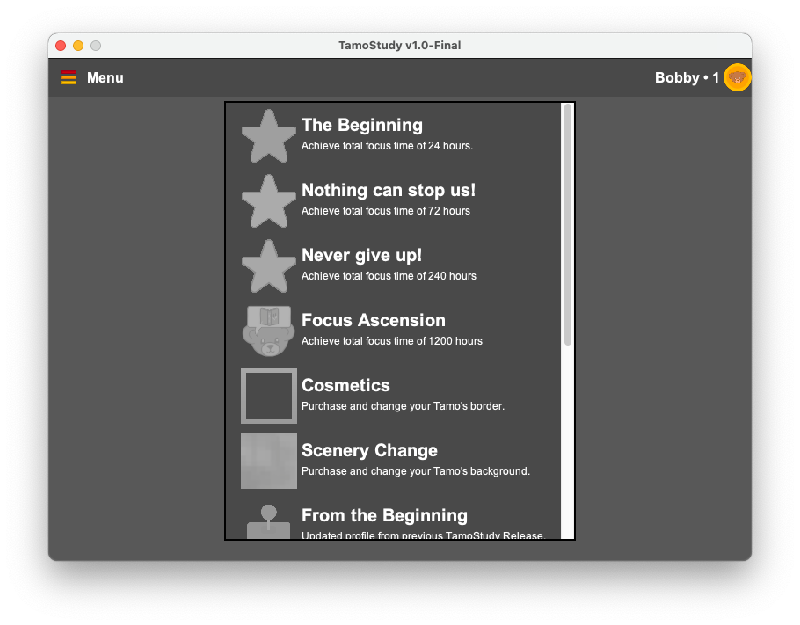 TamoStudy v1.0-Final
Menu
Bobby • 1
The Beginning
Achieve total focus time of 24 hours.
Nothing can stop us!
Achieve total focus time of 72 hours
Never give up!
Achieve total focus time of 240 hours
Focus Ascension
Achieve total focus time of 1200 hours
Cosmetics
Purchase and change your Tamo's border.
Scenery Change
Purchase and change your Tamo's background.
From the Beginning
Updated profile from previous TamoStudy Release.